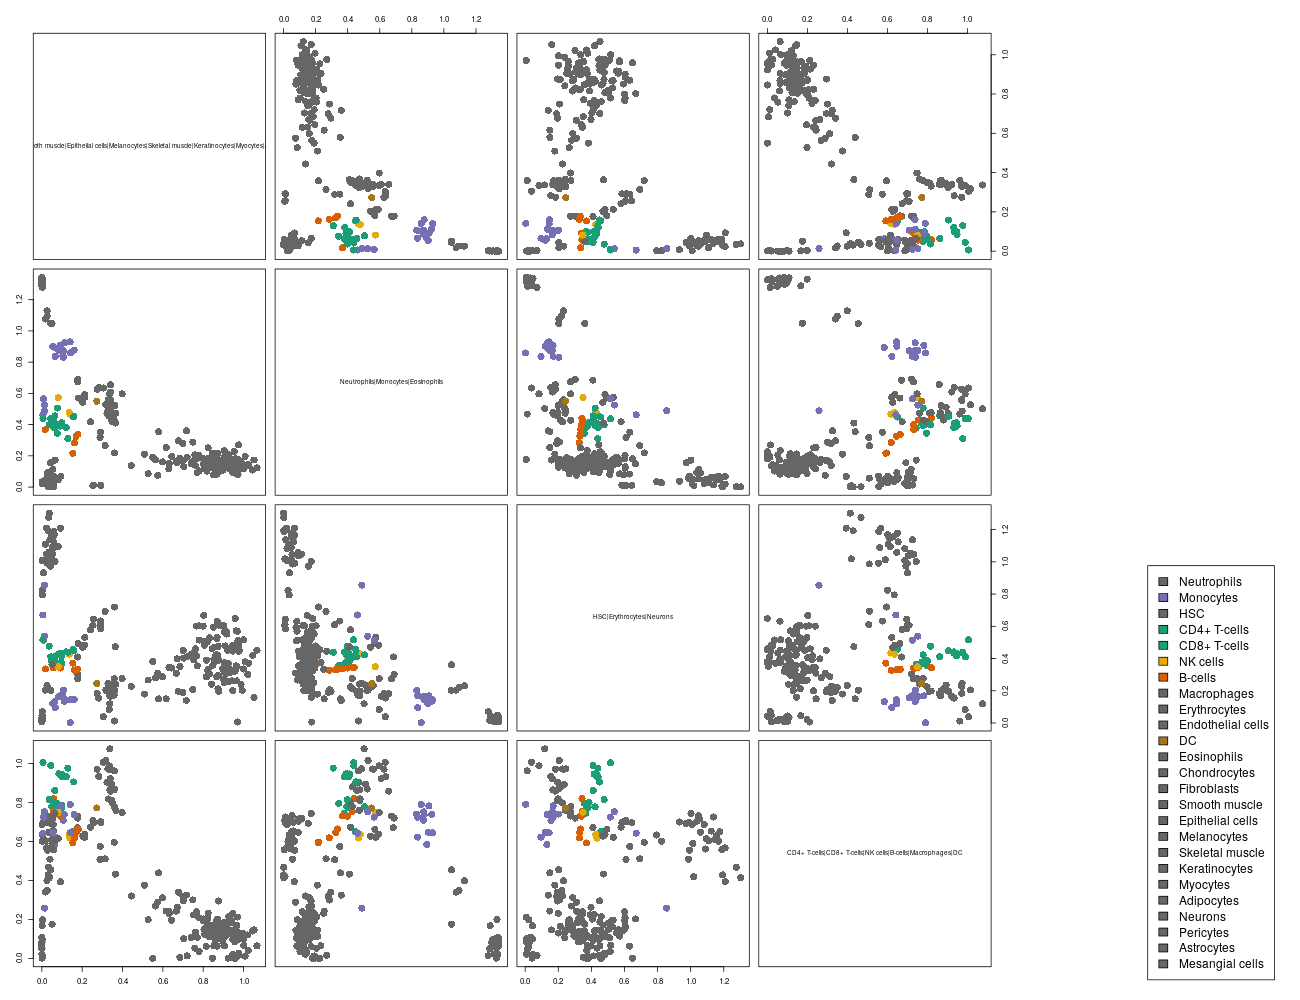 0.0 0.2 0.4 0.6 0.8 1.0 1.2
0.0 0.2 0.4 0.6 0.8 1.0
oth muscle|Epithelial cells|Melanocytes|Skeletal muscle|Keratinocytes|Myocytes|
0.0 0.2 0.4 0.6 0.8 1.0
0.0 0.2 0.4 0.6 0.8 1.0 1.2
Neutrophils|Monocytes|Eosinophils
HSC|Erythrocytes|Neurons
0.0 0.2 0.4 0.6 0.8 1.0 1.2
0.0 0.2 0.4 0.6 0.8 1.0
CD4+ T-cells|CD8+ T-cells|NK cells|B-cells|Macrophages|DC
0.0 0.2 0.4 0.6 0.8 1.0
0.0 0.2 0.4 0.6 0.8 1.0 1.2
Neutrophils
Monocytes
HSC
CD4+ T-cells
CD8+ T-cells
NK cells
B-cells
Macrophages
Erythrocytes
Endothelial cells
DC
Eosinophils
Chondrocytes
Fibroblasts
Smooth muscle
Epithelial cells
Melanocytes
Skeletal muscle
Keratinocytes
Myocytes
Adipocytes
Neurons
Pericytes
Astrocytes
Mesangial cells